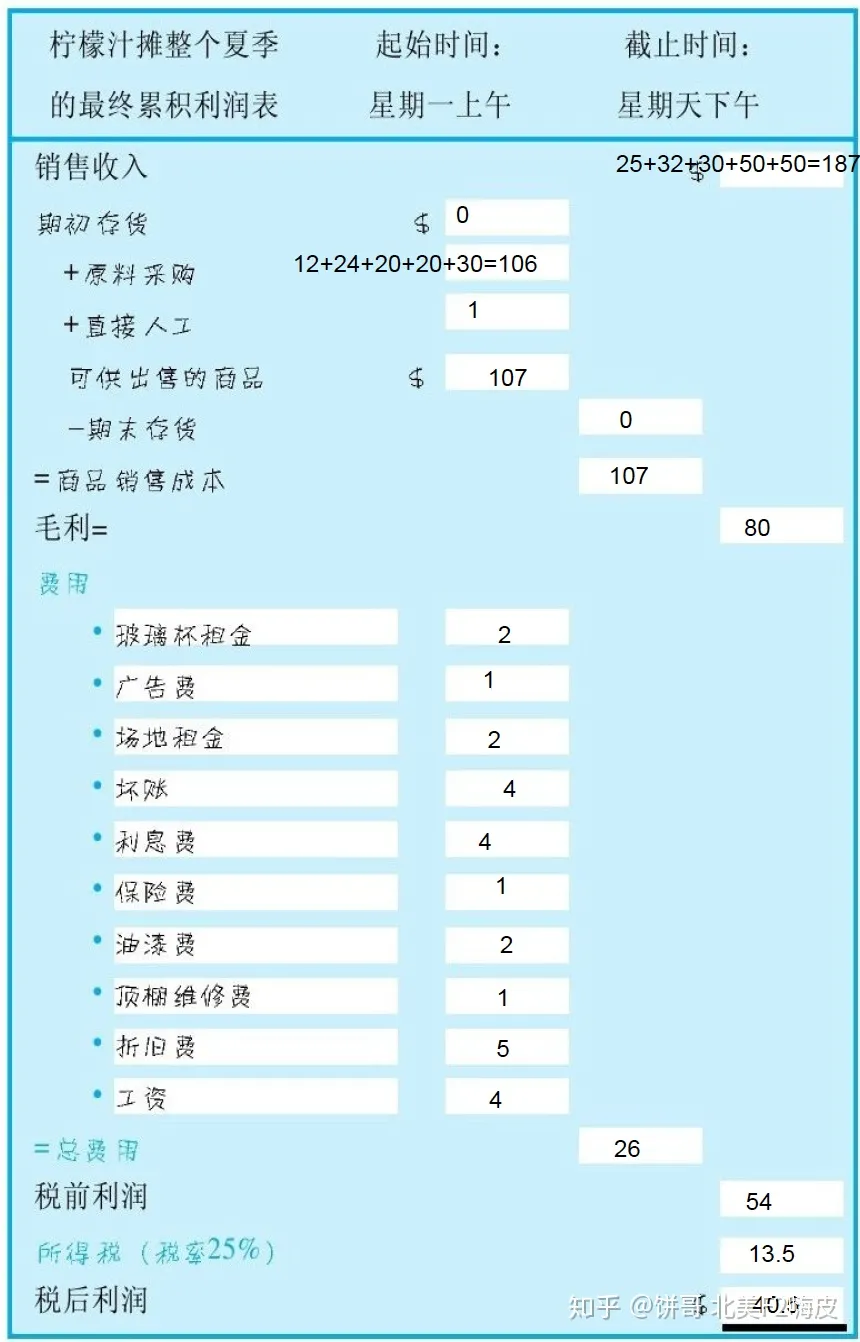 柠檬汁摊整个夏季 起始时间： 截止时间：
的最终累积利润表 星期一上午 星期天下午
销售收入 $ 25+32+30+50+50=187
期初存货 $ 0
+原料采购 12+24+20+20+30=106
+直接人工 1
可供出售的商品 $ 107
-期末存货 0
=商品销售成本 107
毛利= 80
费用
• 玻璃杯租金 2
• 广告费 1
• 场地租金 2
• 坏账 4
• 利息费 4
• 保险费 1
• 油漆费 2
• 顶棚维修费 1
• 折旧费 5
• 工资 4
=总费用 26
税前利润 54
所得税（税率25%） 13.5
税后利润 $ 40.5
知乎 @饼哥 北美